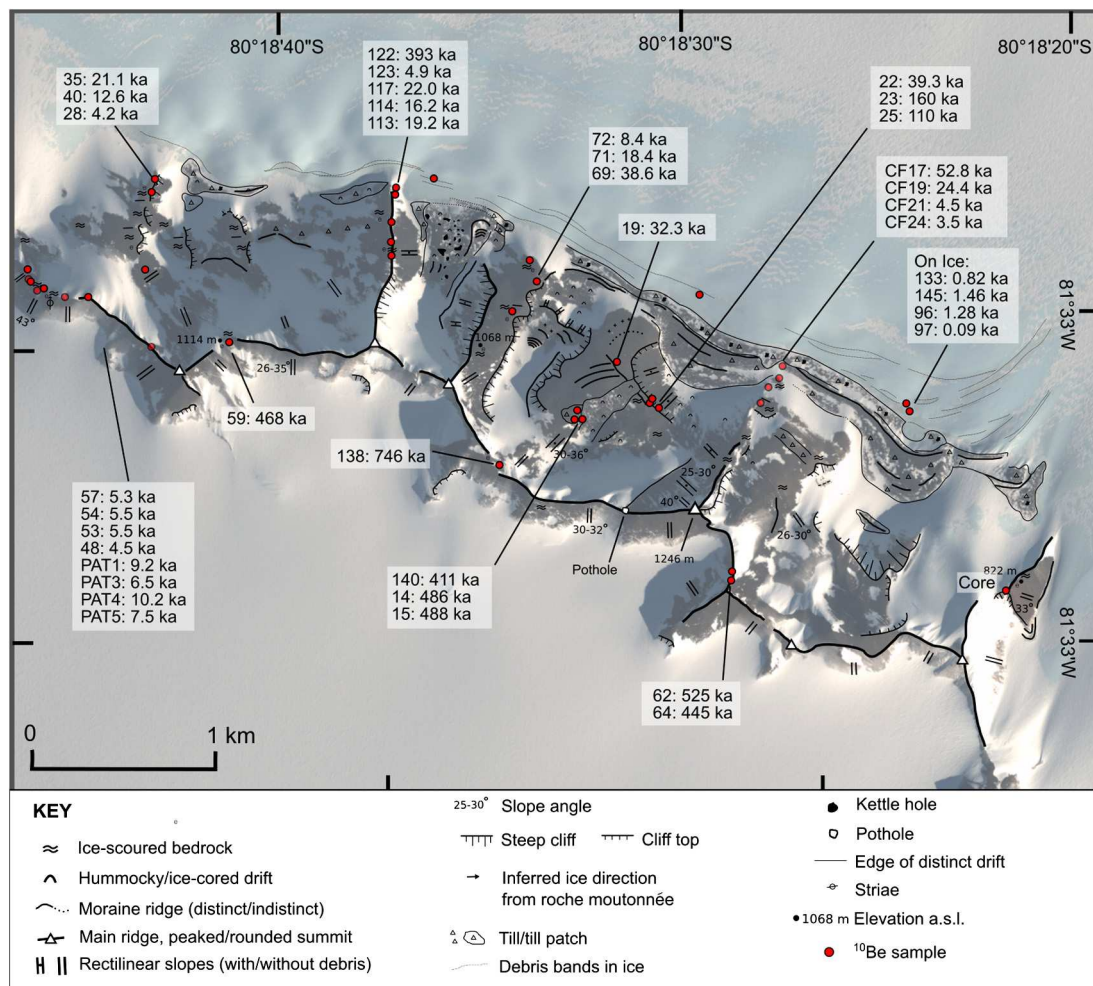 80°18'40"S
80°18'30"S
80°18'20"S
35: 21.1 ka
40: 12.6 ka
28: 4.2 ka
122: 393 ka
123: 4.9 ka
117: 22.0 ka
114: 16.2 ka
113: 19.2 ka
72: 8.4 ka
71: 18.4 ka
69: 38.6 ka
22: 39.3 ka
23: 160 ka
25: 110 ka
19: 32.3 ka
CF17: 52.8 ka
CF19: 24.4 ka
CF21: 4.5 ka
CF24: 3.5 ka
On Ice:
133: 0.82 ka
145: 1.46 ka
96: 1.28 ka
97: 0.09 ka
81°33'W
43°
1114 m
26-35°
1068 m
59: 468 ka
138: 746 ka
30-36°
25-30°
40°
30-32°
Pothole
1246 m
26-30°
57: 5.3 ka
54: 5.5 ka
53: 5.5 ka
48: 4.5 ka
PAT1: 9.2 ka
PAT3: 6.5 ka
PAT4: 10.2 ka
PAT5: 7.5 ka
140: 411 ka
14: 486 ka
15: 488 ka
822 m
Core
33°
81°33'W
62: 525 ka
64: 445 ka
0 1 km
KEY
Ice-scoured bedrock
Hummocky/ice-cored drift
Moraine ridge (distinct/indistinct)
Main ridge, peaked/rounded summit
Rectilinear slopes (with/without debris)
25-30° Slope angle
Steep cliff Cliff top
Inferred ice direction
from roche moutonnée
Till/till patch
Debris bands in ice
Kettle hole
Pothole
Edge of distinct drift
Striae
1068 m Elevation a.s.l.
¹⁰Be sample